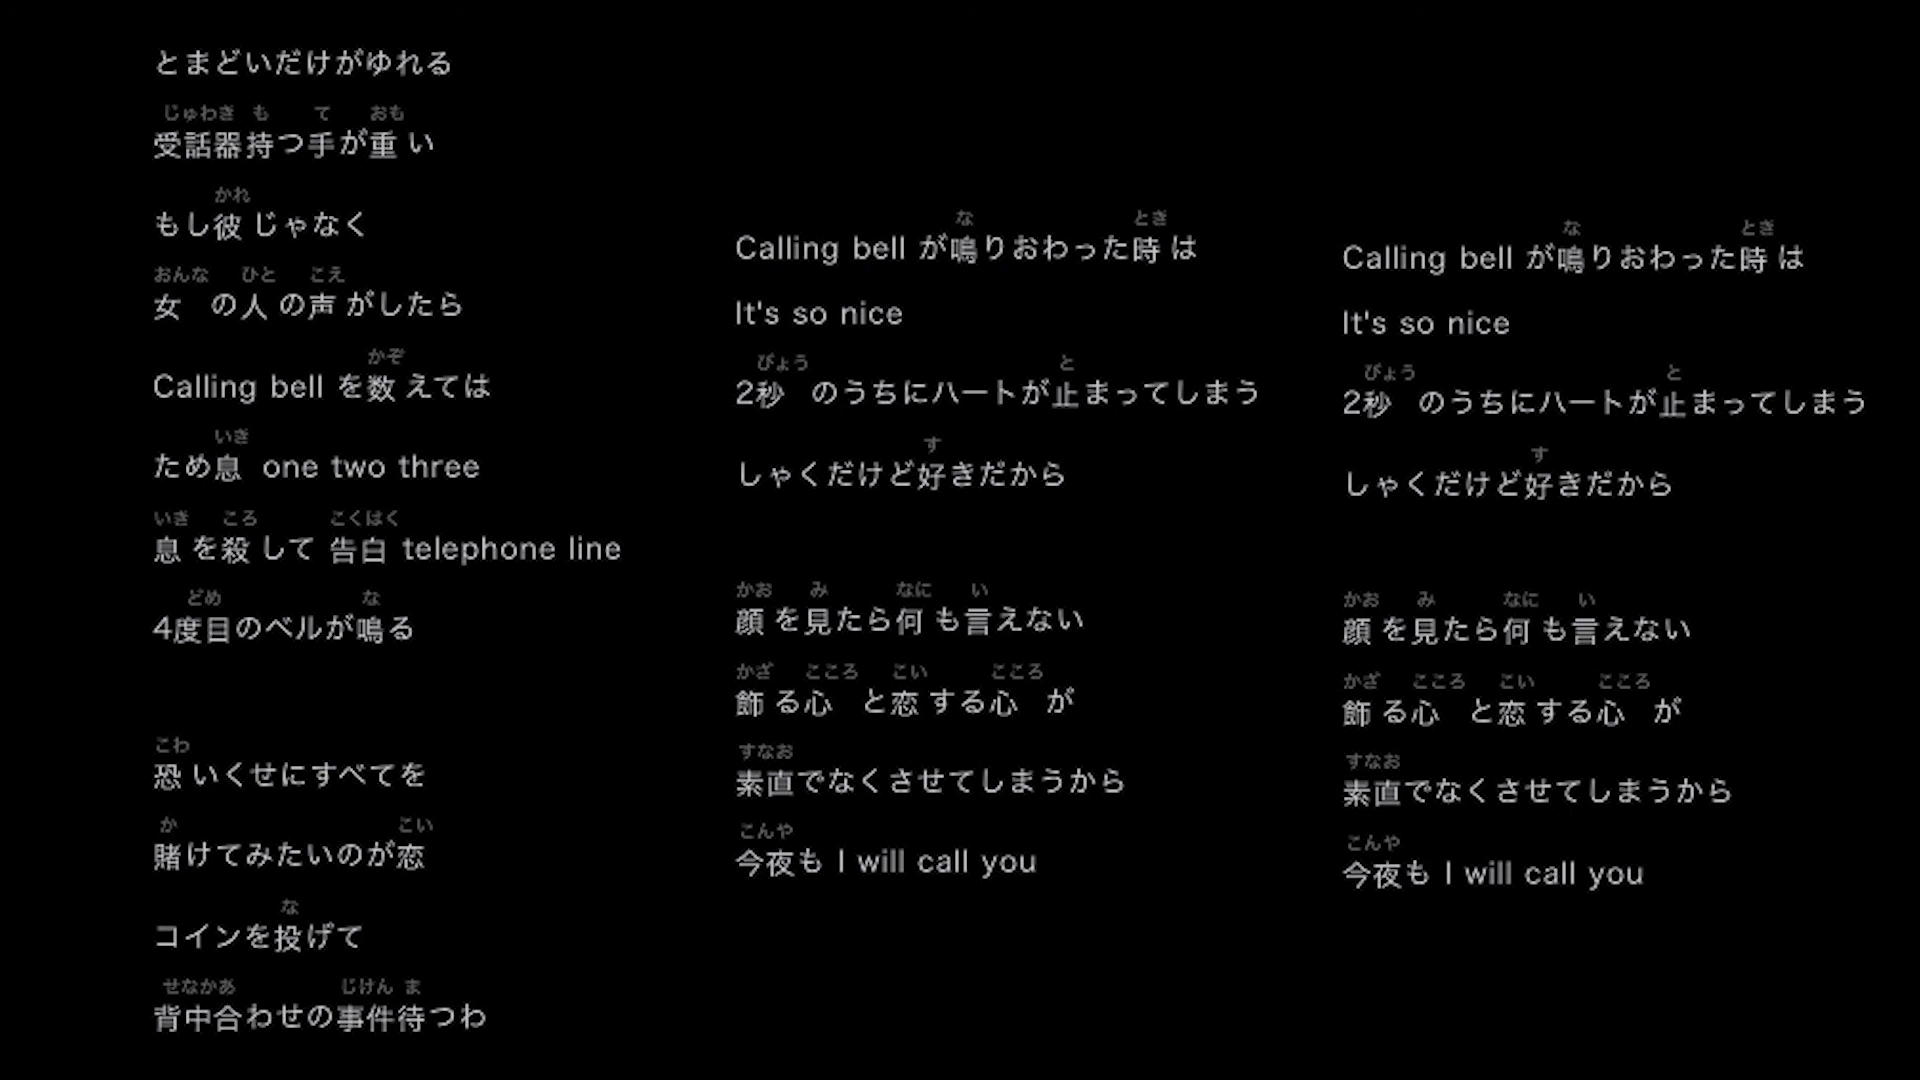 とまどいだけがゆれる
じゅわき も て おも
受話器持つ手が重い
かれ
もし彼じゃなく
おんな ひと こえ
女の人の声がしたら
かぞ
Calling bell を数えては
いき
ため息 one two three
いき ころ こくはく
息を殺して 告白 telephone line
どめ な
4度目のベルが鳴る
こわ
恐いくせにすべてを
か こい
賭けてみたいのが恋
な
コインを投げて
せなかあ じけん ま
背中合わせの事件待つわ
な とき
Calling bell が鳴りおわった時は
It's so nice
びょう と
2秒のうちにハートが止まってしまう
す
しゃくだけど好きだから
かお み なに い
顔を見たら何も言えない
かざ こころ こい こころ
飾る心と恋する心が
すなお
素直でなくさせてしまうから
こんや
今夜も I will call you
な とき
Calling bell が鳴りおわった時は
It's so nice
びょう と
2秒のうちにハートが止まってしまう
す
しゃくだけど好きだから
かお み なに い
顔を見たら何も言えない
かざ こころ こい こころ
飾る心と恋する心が
すなお
素直でなくさせてしまうから
こんや
今夜も I will call you